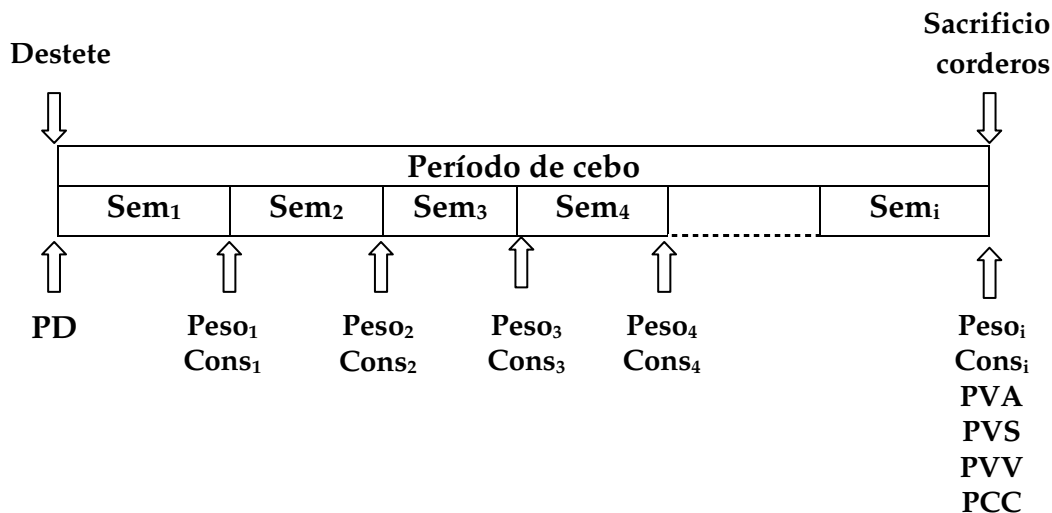 Destete
Sacrificio
corderos
Período de cebo
Sem₁ Sem₂ Sem₃ Sem₄ Semᵢ
PD Peso₁ Peso₂ Peso₃ Peso₄ Pesoᵢ
Cons₁ Cons₂ Cons₃ Cons₄ Consᵢ
PVA
PVS
PVV
PCC